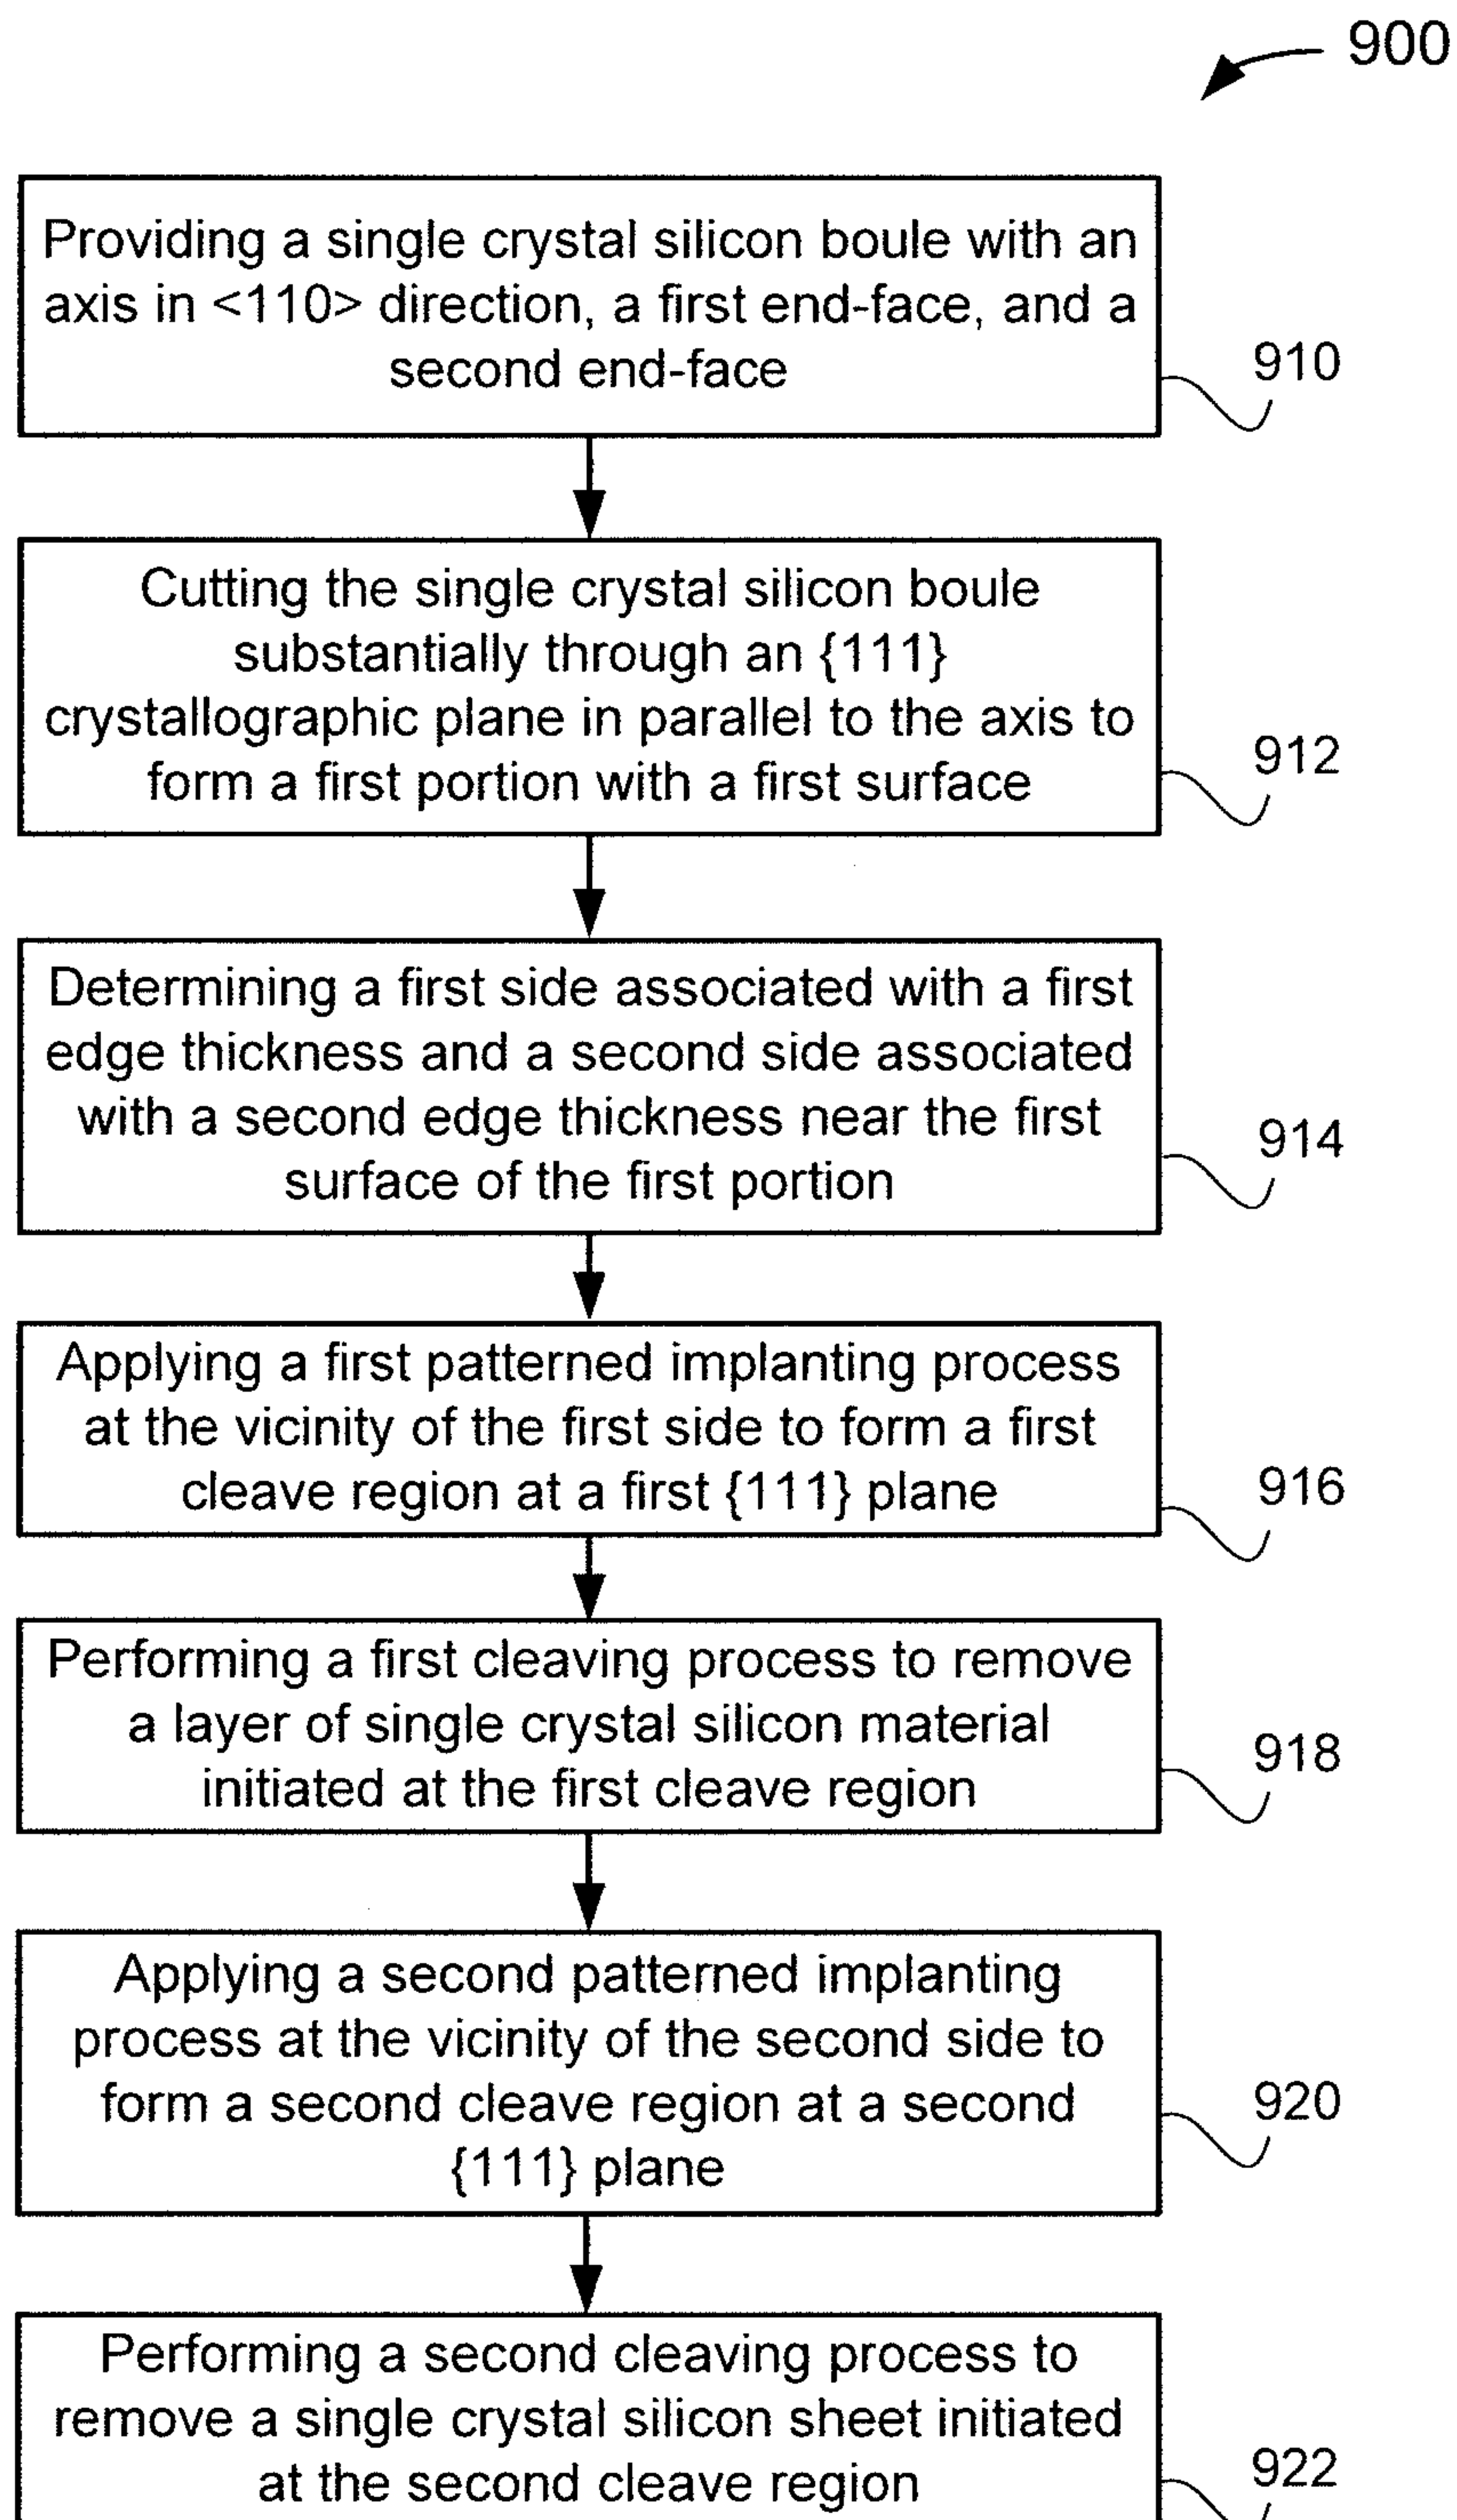 900
Providing a single crystal silicon boule with an
axis in <110> direction, a first end-face, and a
second end-face
910
Cutting the single crystal silicon boule
substantially through an {111}
crystallographic plane in parallel to the axis to
form a first portion with a first surface
912
Determining a first side associated with a first
edge thickness and a second side associated
with a second edge thickness near the first
surface of the first portion
914
Applying a first patterned implanting process
at the vicinity of the first side to form a first
cleave region at a first {111} plane
916
Performing a first cleaving process to remove
a layer of single crystal silicon material
initiated at the first cleave region
918
Applying a second patterned implanting
process at the vicinity of the second side to
form a second cleave region at a second
{111} plane
920
Performing a second cleaving process to
remove a single crystal silicon sheet initiated
at the second cleave region
922